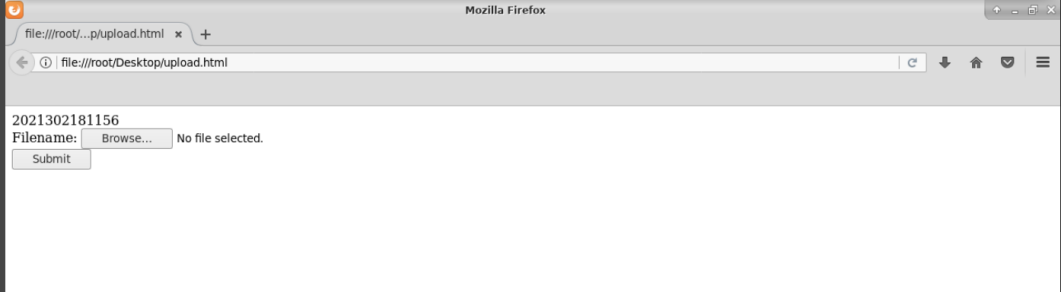 Mozilla Firefox
file:///root/...p/upload.html
file:///root/Desktop/upload.html
2021302181156
Filename: Browse... No file selected.
Submit